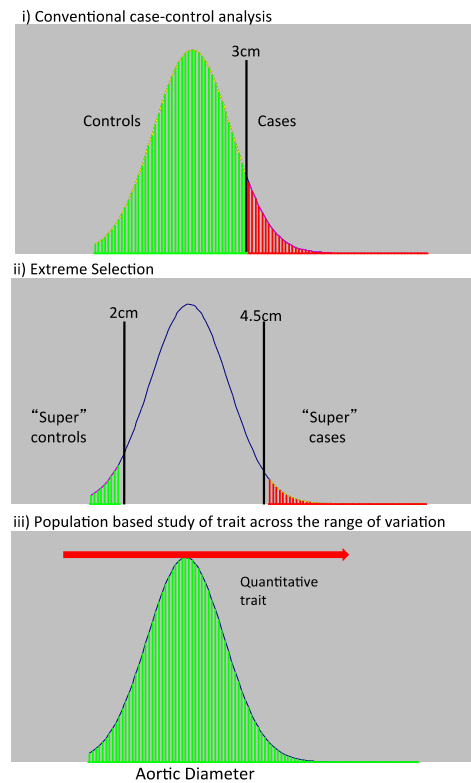 i) Conventional case-control analysis
3cm
Controls
Cases
ii) Extreme Selection
2cm
4.5cm
“Super”
controls
“Super”
cases
iii) Population based study of trait across the range of variation
Quantitative
trait
Aortic Diameter